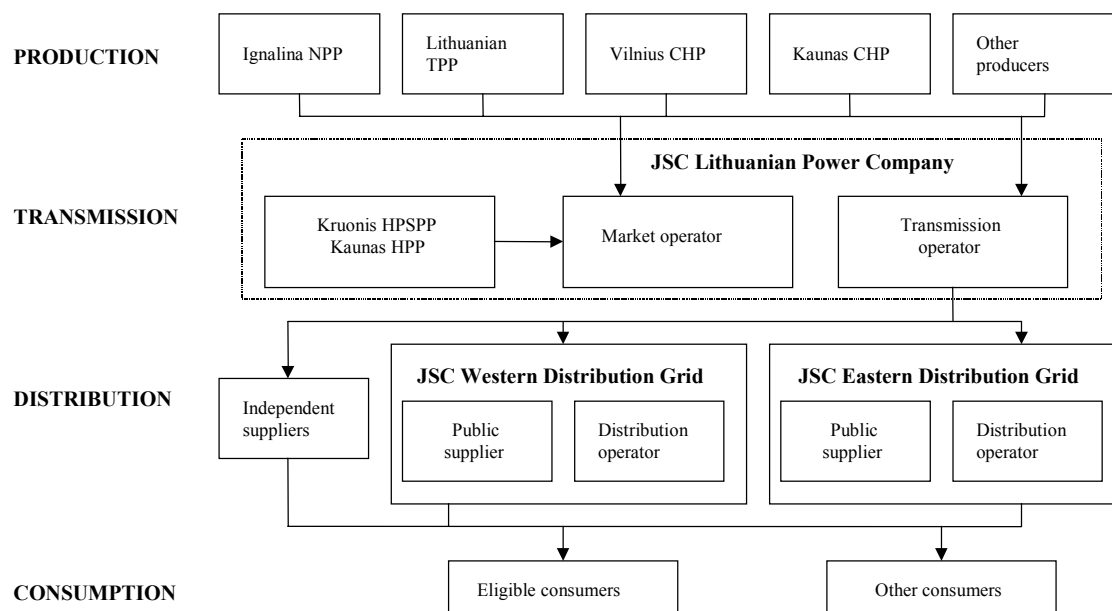 PRODUCTION
Ignalina NPP
Lithuanian
TPP
Vilnius CHP
Kaunas CHP
Other
producers
JSC Lithuanian Power Company
TRANSMISSION
Kruonis HPSPP
Kaunas HPP
Market operator
Transmission
operator
DISTRIBUTION
Independent
suppliers
JSC Western Distribution Grid
Public
supplier
Distribution
operator
JSC Eastern Distribution Grid
Public
supplier
Distribution
operator
CONSUMPTION
Eligible consumers
Other consumers